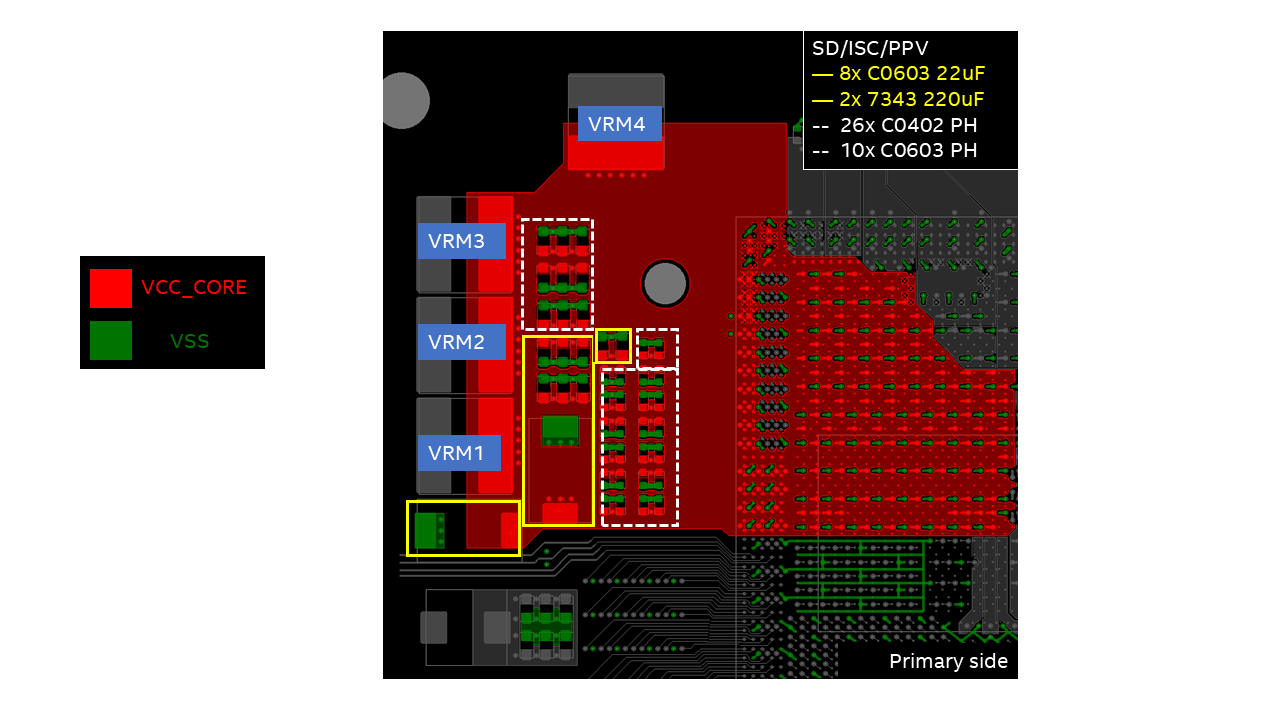 SD/ISC/PPV
— 8x C0603 22uF
— 2x 7343 220uF
-- 26x C0402 PH
-- 10x C0603 PH
VRM4
VRM3
VRM2
VRM1
VCC_CORE
VSS
Primary side